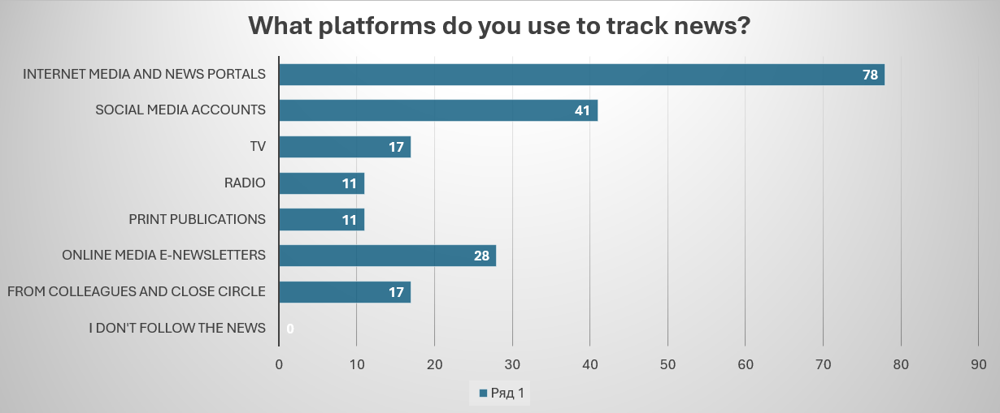 What platforms do you use to track news?
INTERNET MEDIA AND NEWS PORTALS 78
SOCIAL MEDIA ACCOUNTS 41
TV 17
RADIO 11
PRINT PUBLICATIONS 11
ONLINE MEDIA E-NEWSLETTERS 28
FROM COLLEAGUES AND CLOSE CIRCLE 17
I DON'T FOLLOW THE NEWS 0
0 10 20 30 40 50 60 70 80 90
Ряд 1